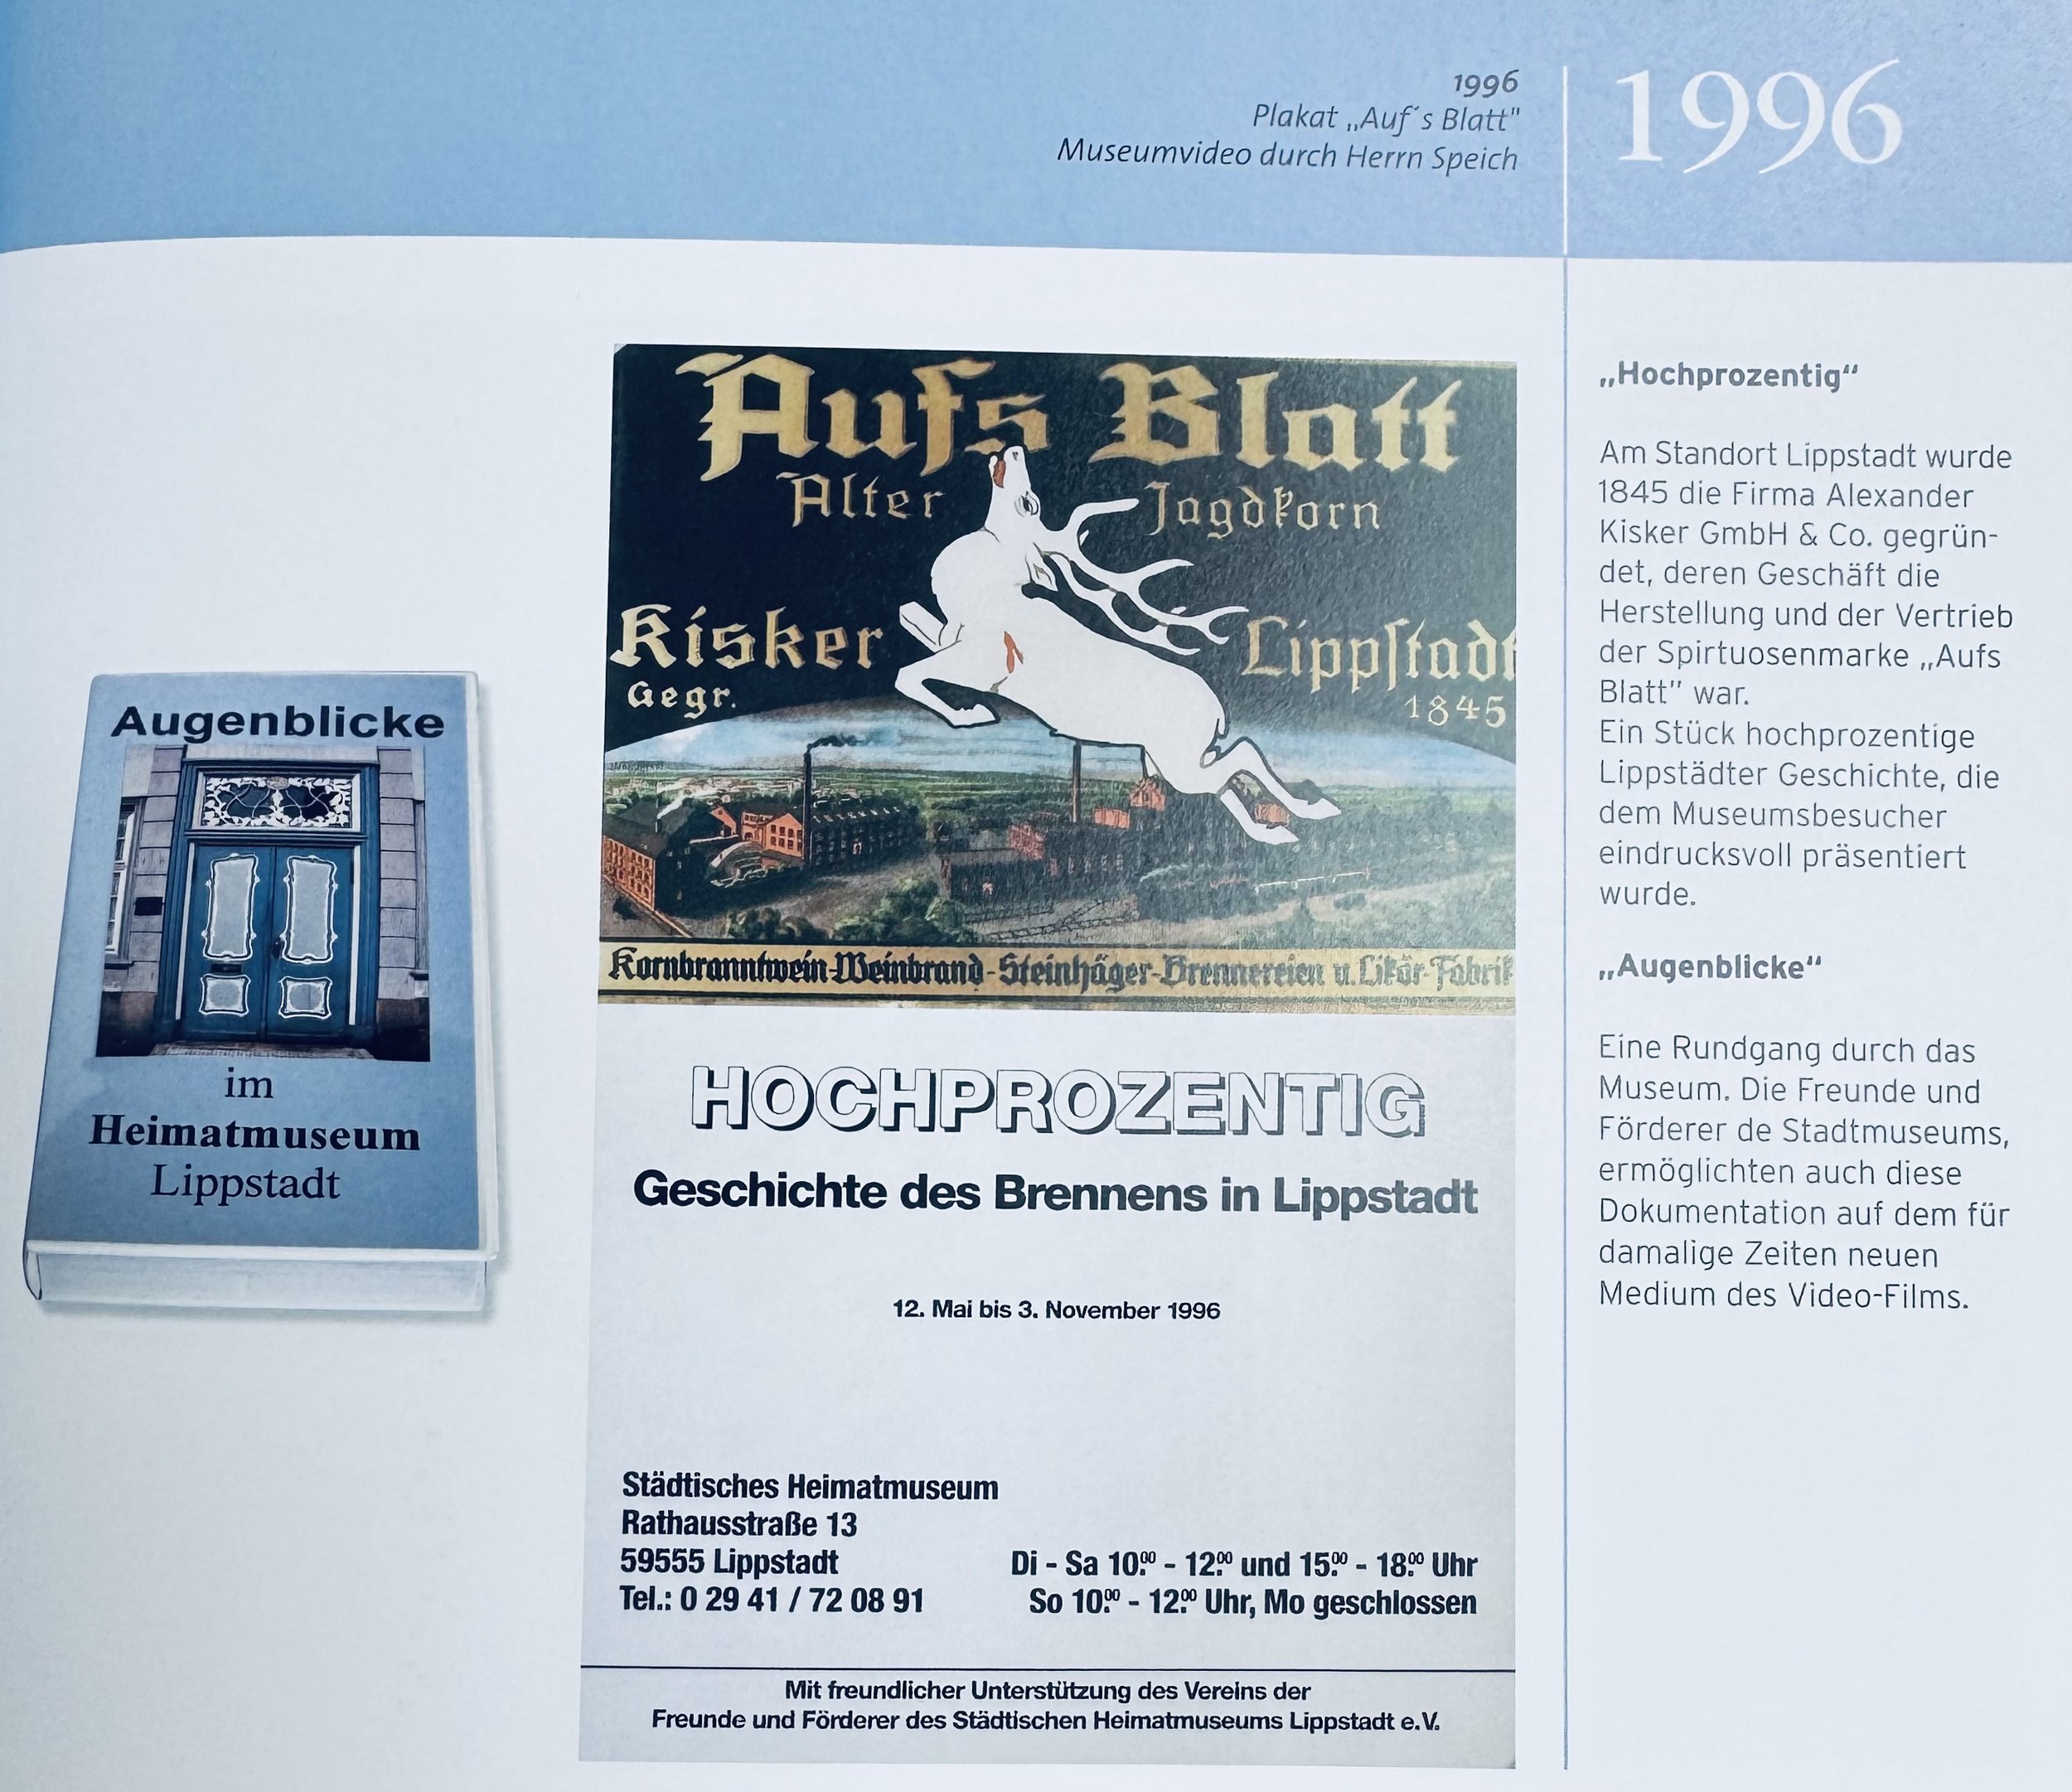 1996
Plakat „Auf´s Blatt"
Museumvideo durch Herrn Speich
1996
Augenblicke
im
Heimatmuseum
Lippstadt
Aufs Blatt
Alter Jagdkorn
Kisker Lippſtadt
Gegr. 1845
Kornbranntwein-Weinbrand-Steinhäger-Brennereien u. Likör-Fabrik
HOCHPROZENTIG
Geschichte des Brennens in Lippstadt
12. Mai bis 3. November 1996
Städtisches Heimatmuseum
Rathausstraße 13
59555 Lippstadt
Tel.: 0 29 41 / 72 08 91
Di - Sa 10.00 - 12.00 und 15.00 - 18.00 Uhr
So 10.00 - 12.00 Uhr, Mo geschlossen
Mit freundlicher Unterstützung des Vereins der
Freunde und Förderer des Städtischen Heimatmuseums Lippstadt e.V.
„Hochprozentig“
Am Standort Lippstadt wurde
1845 die Firma Alexander
Kisker GmbH & Co. gegrün-
det, deren Geschäft die
Herstellung und der Vertrieb
der Spirtuosenmarke „Aufs
Blatt" war.
Ein Stück hochprozentige
Lippstädter Geschichte, die
dem Museumsbesucher
eindrucksvoll präsentiert
wurde.
„Augenblicke“
Eine Rundgang durch das
Museum. Die Freunde und
Förderer de Stadtmuseums,
ermöglichten auch diese
Dokumentation auf dem für
damalige Zeiten neuen
Medium des Video-Films.